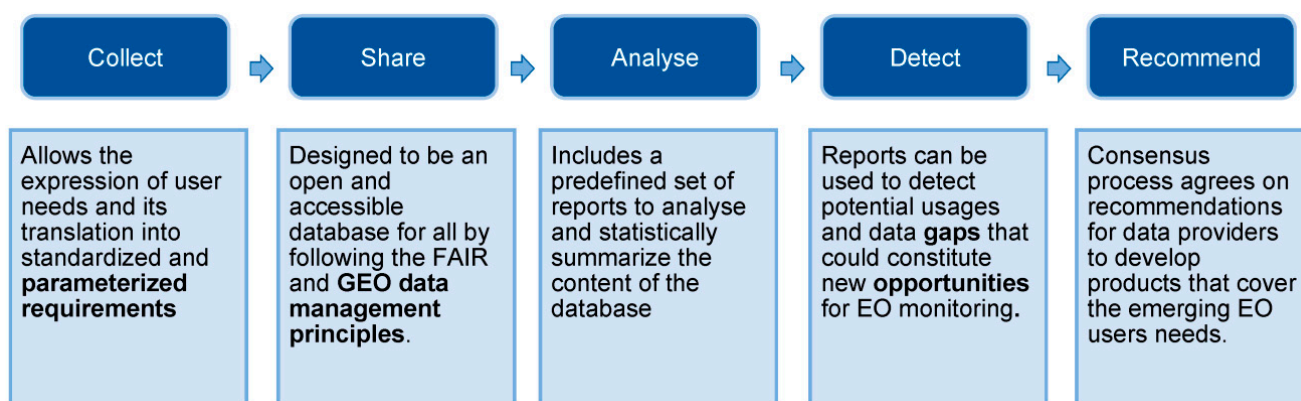 Collect
Share
Analyse
Detect
Recommend
Allows the
expression of user
needs and its
translation into
standardized and
parameterized
requirements
Designed to be an
open and
accessible
database for all by
following the FAIR
and GEO data
management
principles.
Includes a
predefined set of
reports to analyse
and statistically
summarize the
content of the
database
Reports can be
used to detect
potential usages
and data gaps that
could constitute
new opportunities
for EO monitoring.
Consensus
process agrees on
recommendations
for data providers
to develop
products that cover
the emerging EO
users needs.